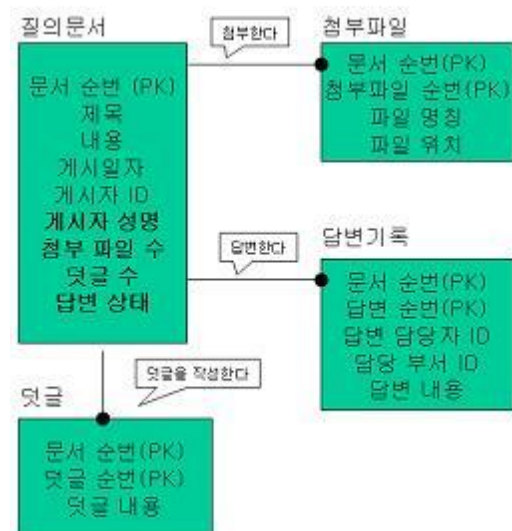 질의문서
문서 순번 (PK)
제목
내용
게시일자
게시자 ID
게시자 성명
첨부 파일 수
덧글 수
답변 상태
첨부한다
첨부파일
문서 순번(PK)
첨부파일 순번(PK)
파일 명칭
파일 위치
답변한다
답변기록
문서 순번(PK)
답변 순번(PK)
답변 담당자 ID
담당 부서 ID
답변 내용
덧글을 작성한다
덧글
문서 순번(PK)
덧글 순번(PK)
덧글 내용